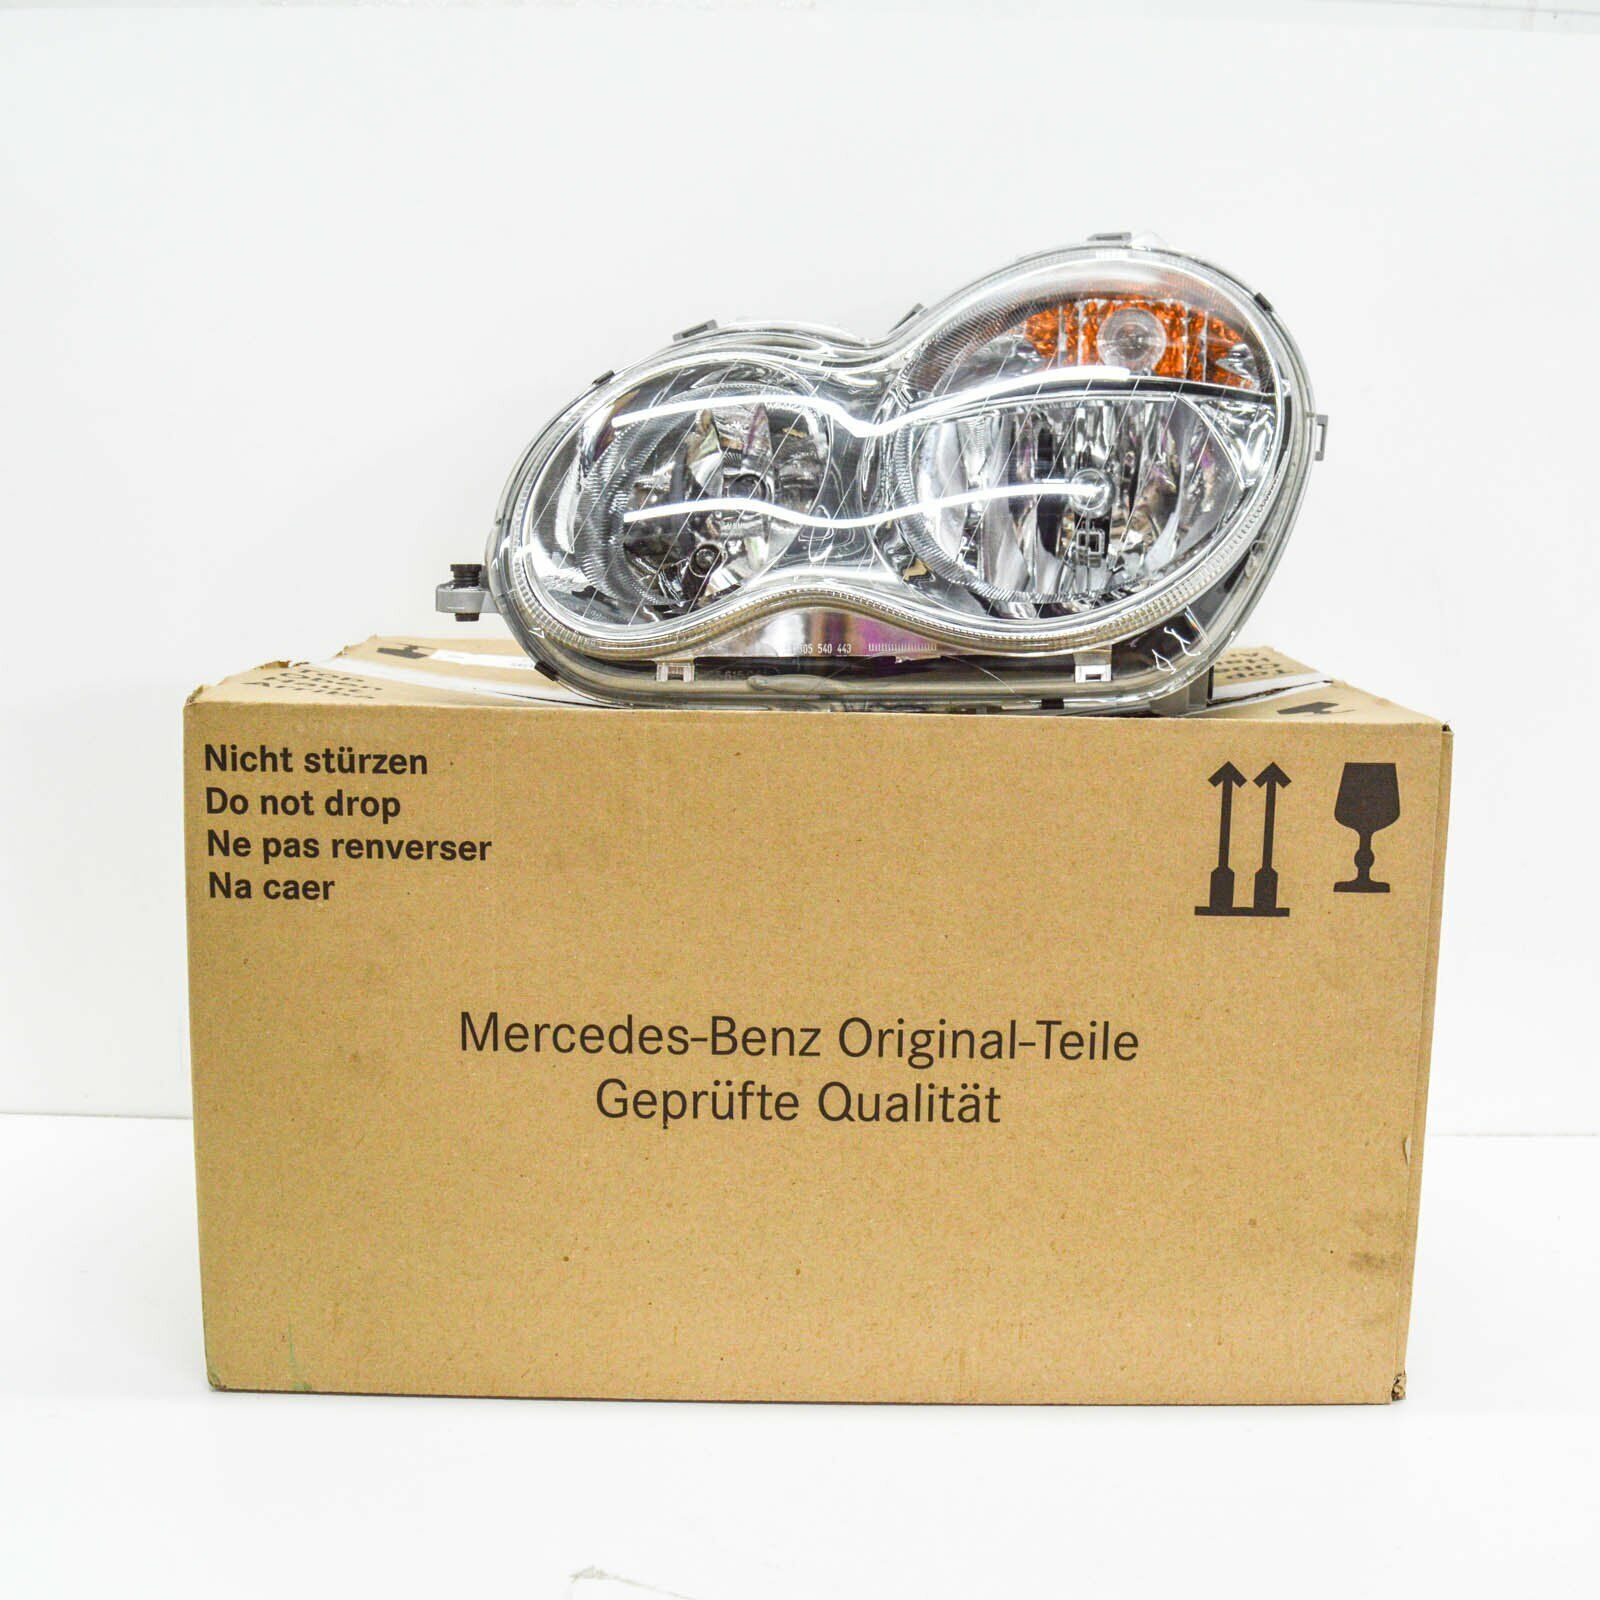 305 540 443
Nicht stürzen
Do not drop
Ne pas renverser
Na caer
Mercedes-Benz Original-Teile
Geprüfte Qualität